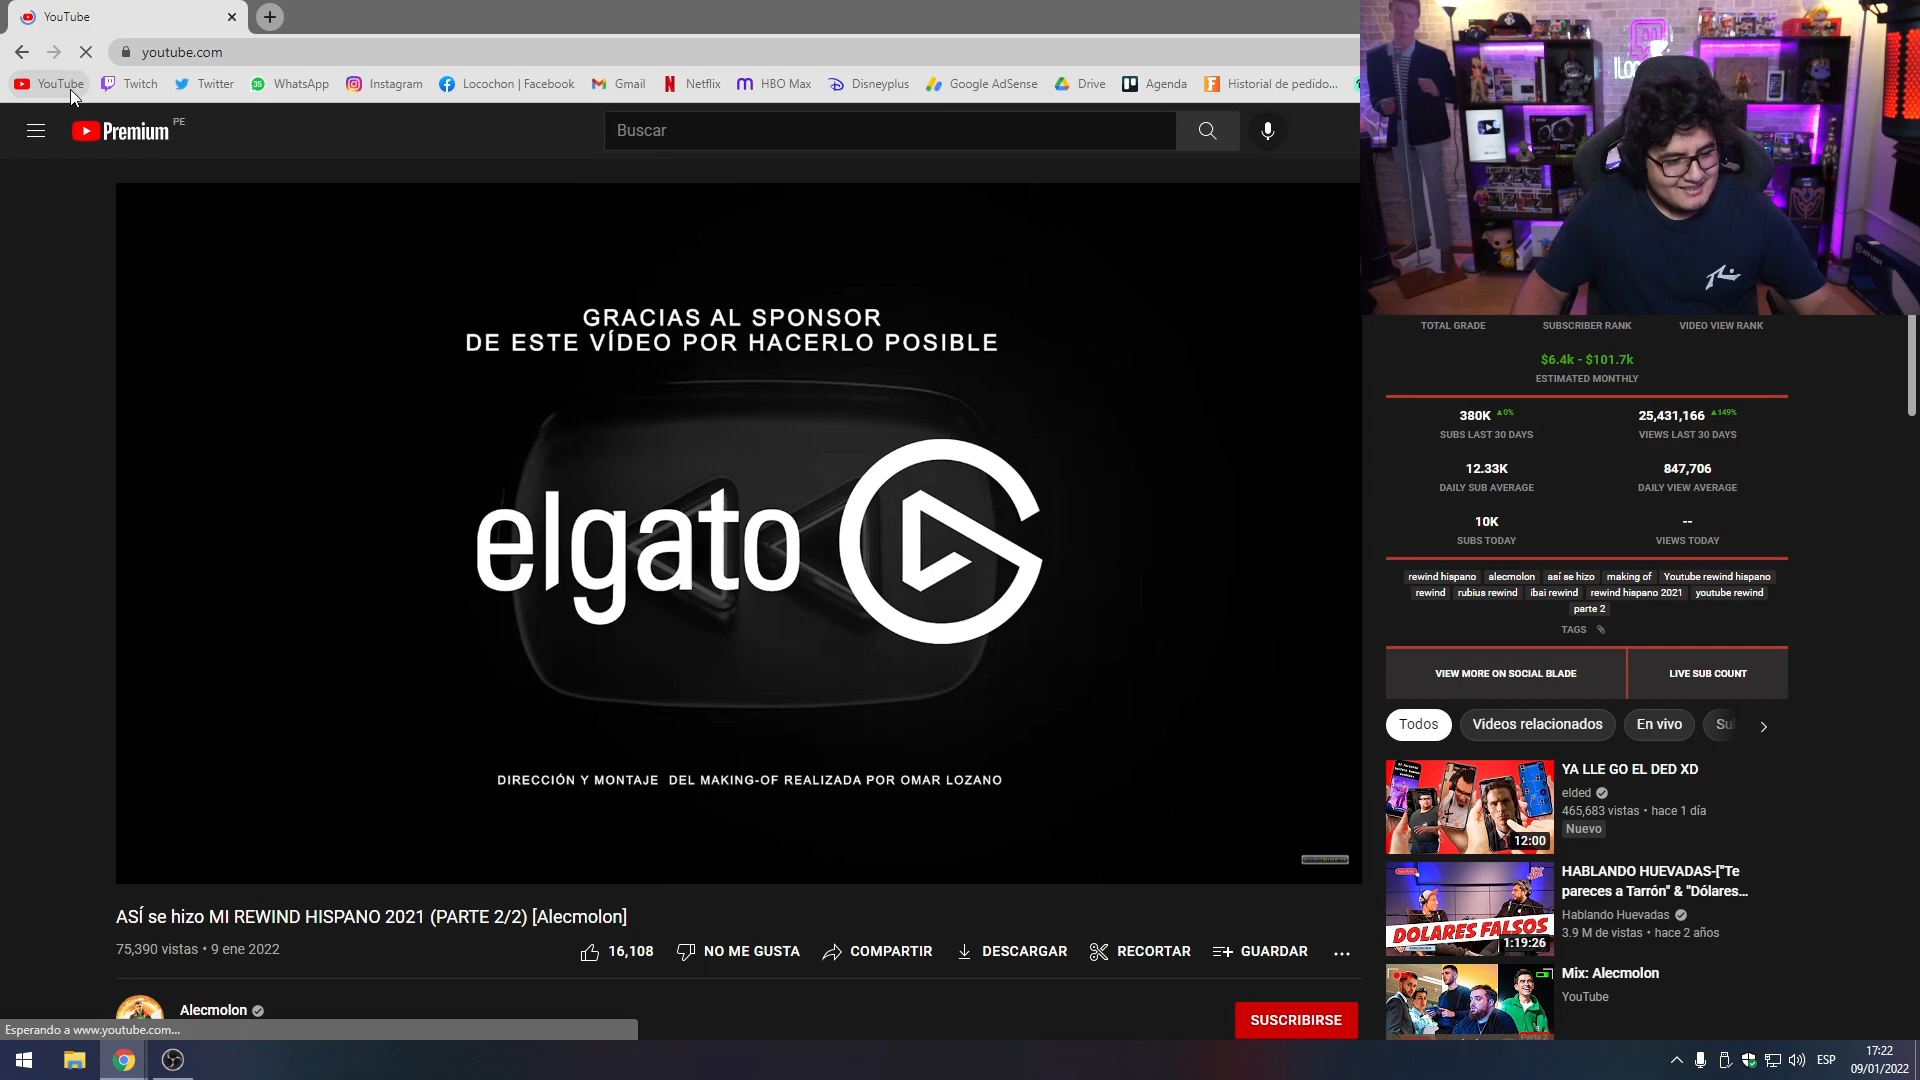 YouTube
youtube.com
YouTube
Twitch
Twitter
35
WhatsApp
Instagram
Locochon | Facebook
Gmail
Netflix
HBO Max
Disneyplus
Google AdSense
Drive
Agenda
Historial de pedido...
Premium
PE
Buscar
GRACIAS AL SPONSOR
DE ESTE VÍDEO POR HACERLO POSIBLE
elgato
DIRECCIÓN Y MONTAJE DEL MAKING-OF REALIZADA POR OMAR LOZANO
ASÍ se hizo MI REWIND HISPANO 2021 (PARTE 2/2) [Alecmolon]
75,390 vistas • 9 ene 2022
16,108
NO ME GUSTA
COMPARTIR
DESCARGAR
RECORTAR
GUARDAR
Alecmolon
SUSCRIBIRSE
Esperando a www.youtube.com...
TOTAL GRADE
SUBSCRIBER RANK
VIDEO VIEW RANK
$6.4k - $101.7k
ESTIMATED MONTHLY
380K ▲0%
25,431,166 ▲149%
SUBS LAST 30 DAYS
VIEWS LAST 30 DAYS
12.33K
847,706
DAILY SUB AVERAGE
DAILY VIEW AVERAGE
10K
--
SUBS TODAY
VIEWS TODAY
rewind hispano alecmolon así se hizo making of Youtube rewind hispano
rewind rubius rewind ibai rewind rewind hispano 2021 youtube rewind
parte 2
TAGS
VIEW MORE ON SOCIAL BLADE
LIVE SUB COUNT
Todos
Videos relacionados
En vivo
YA LLE GO EL DED XD
elded
465,683 vistas • hace 1 día
Nuevo
12:00
HABLANDO HUEVADAS-["Te
pareces a Tarrón" & "Dólares...
Hablando Huevadas
3.9 M de vistas • hace 2 años
DOLARES FALSOS
1:19:26
Mix: Alecmolon
YouTube
Parte 2
ESP
17:22
09/01/2022